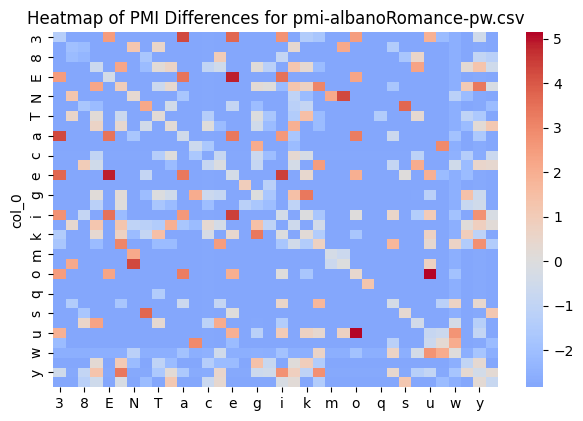 Heatmap of PMI Differences for pmi-albanoRomance-pw.csv
col_0
3
8
E
N
T
a
c
e
g
i
k
m
o
q
s
u
w
y
3 8 E N T a c e g i k m o q s u w y
5
4
3
2
1
0
−1
−2